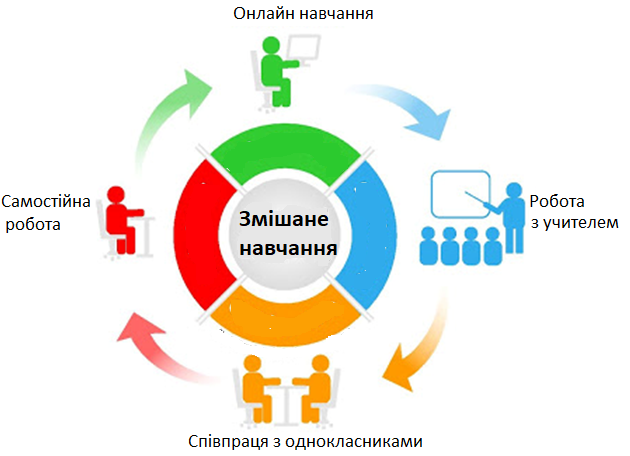 Онлайн навчання
Самостійна
робота
Змішане
навчання
Робота
з учителем
Співпраця з однокласниками